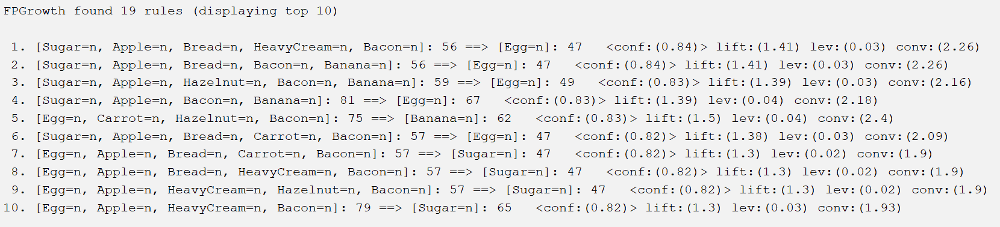 FPGrowth found 19 rules (displaying top 10)
1. [Sugar=n, Apple=n, Bread=n, HeavyCream=n, Bacon=n]: 56 ==> [Egg=n]: 47 <conf:(0.84)> lift:(1.41) lev:(0.03) conv:(2.26)
2. [Sugar=n, Apple=n, Bread=n, Bacon=n, Banana=n]: 56 ==> [Egg=n]: 47 <conf:(0.84)> lift:(1.41) lev:(0.03) conv:(2.26)
3. [Sugar=n, Apple=n, Hazelnut=n, Bacon=n, Banana=n]: 59 ==> [Egg=n]: 49 <conf:(0.83)> lift:(1.39) lev:(0.03) conv:(2.16)
4. [Sugar=n, Apple=n, Bacon=n, Banana=n]: 81 ==> [Egg=n]: 67 <conf:(0.83)> lift:(1.39) lev:(0.04) conv:(2.18)
5. [Egg=n, Carrot=n, Hazelnut=n, Bacon=n]: 75 ==> [Banana=n]: 62 <conf:(0.83)> lift:(1.5) lev:(0.04) conv:(2.4)
6. [Sugar=n, Apple=n, Bread=n, Carrot=n, Bacon=n]: 57 ==> [Egg=n]: 47 <conf:(0.82)> lift:(1.38) lev:(0.03) conv:(2.09)
7. [Egg=n, Apple=n, Bread=n, Carrot=n, Bacon=n]: 57 ==> [Sugar=n]: 47 <conf:(0.82)> lift:(1.3) lev:(0.02) conv:(1.9)
8. [Egg=n, Apple=n, Bread=n, HeavyCream=n, Bacon=n]: 57 ==> [Sugar=n]: 47 <conf:(0.82)> lift:(1.3) lev:(0.02) conv:(1.9)
9. [Egg=n, Apple=n, HeavyCream=n, Hazelnut=n, Bacon=n]: 57 ==> [Sugar=n]: 47 <conf:(0.82)> lift:(1.3) lev:(0.02) conv:(1.9)
10. [Egg=n, Apple=n, HeavyCream=n, Bacon=n]: 79 ==> [Sugar=n]: 65 <conf:(0.82)> lift:(1.3) lev:(0.03) conv:(1.93)